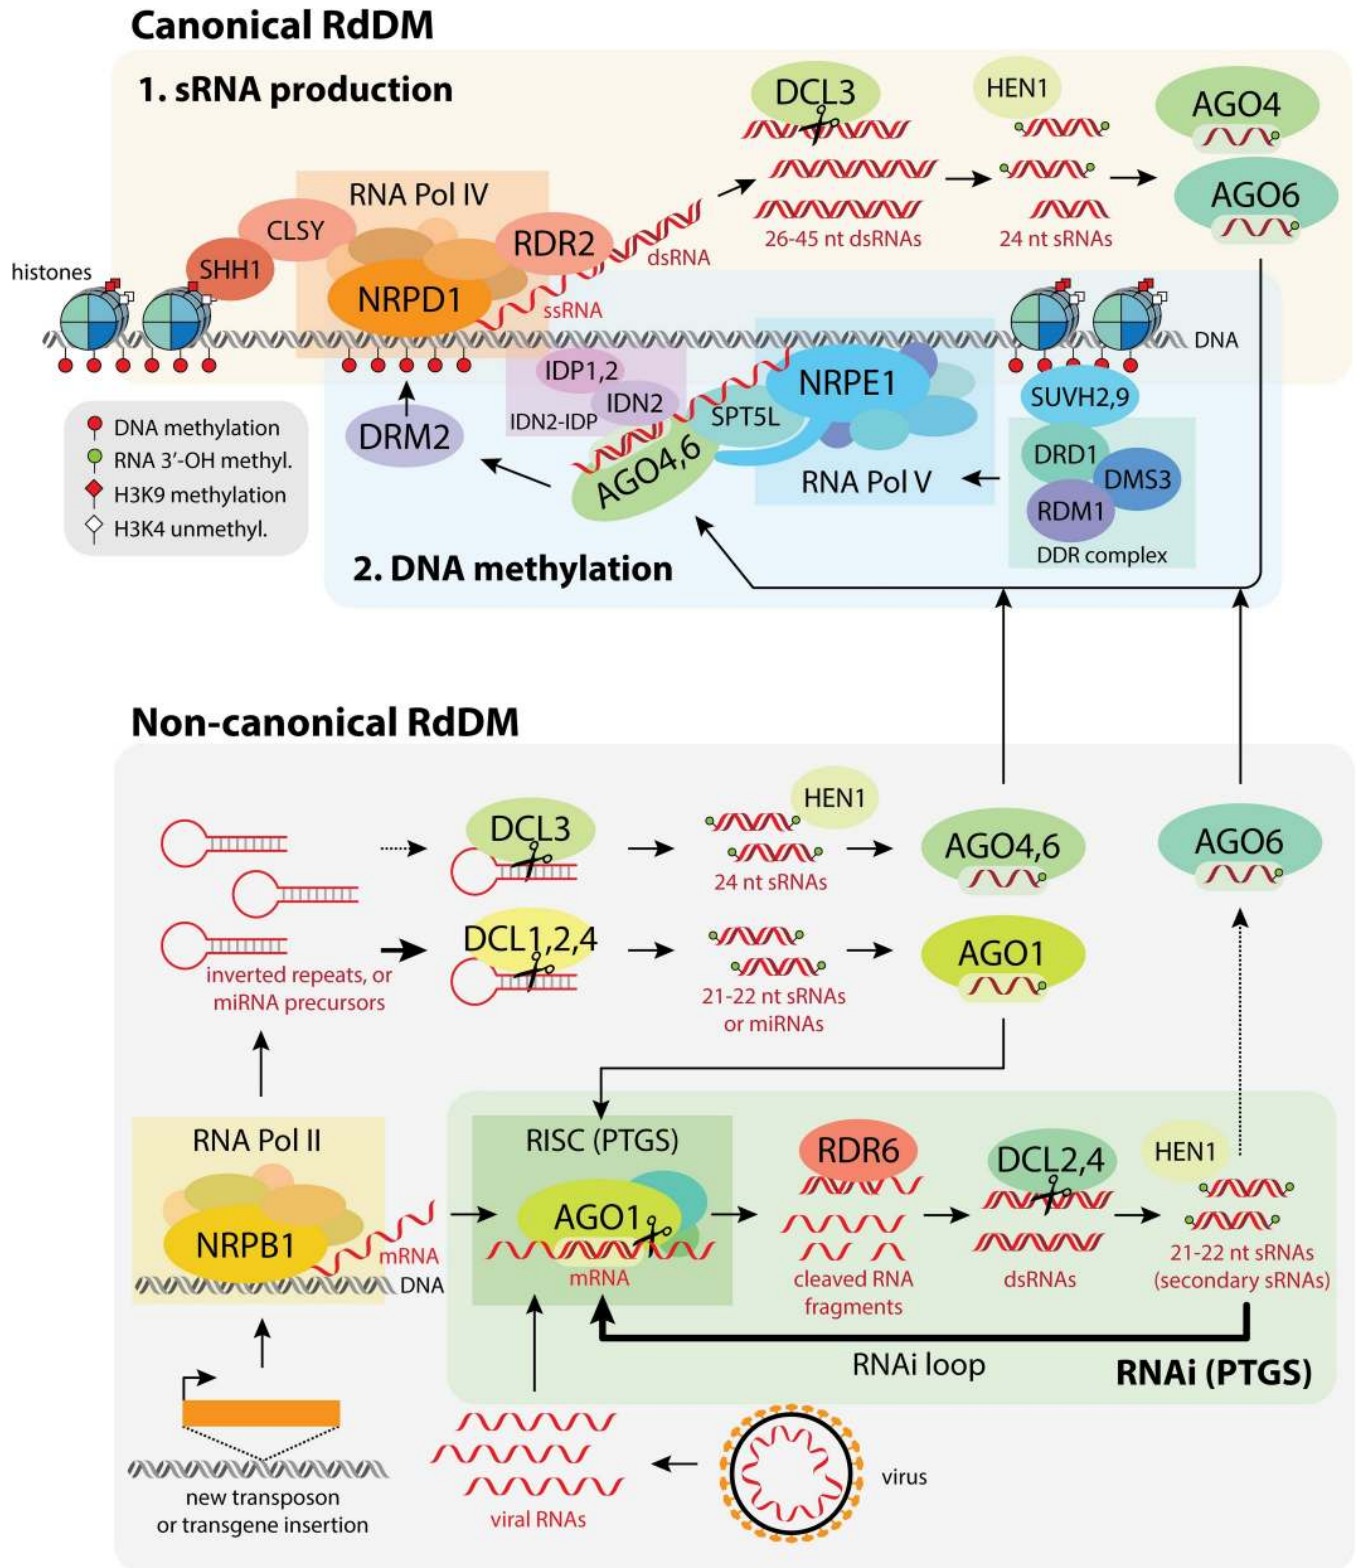 Canonical RdDM
1. sRNA production
DCL3
HEN1
AGO4
RNA Pol IV
CLSY
RDR2
AGO6
SHH1
histones
dsRNA
26-45 nt dsRNAs
24 nt sRNAs
NRPD1
ssRNA
DNA
IDP1,2
IDN2
IDN2-IDP
SPT5L
NRPE1
SUVH2,9
DNA methylation
RNA 3′-OH methyl.
H3K9 methylation
H3K4 unmethyl.
DRM2
AGO4,6
RNA Pol V
DRD1
DMS3
RDM1
DDR complex
2. DNA methylation
Non-canonical RdDM
HEN1
DCL3
AGO4,6
AGO6
24 nt sRNAs
DCL1,2,4
AGO1
inverted repeats, or
miRNA precursors
21-22 nt sRNAs
or miRNAs
RNA Pol II
RISC (PTGS)
RDR6
DCL2,4
HEN1
AGO1
NRPB1
mRNA
mRNA
DNA
cleaved RNA
fragments
dsRNAs
21-22 nt sRNAs
(secondary sRNAs)
RNAi loop
RNAi (PTGS)
new transposon
or transgene insertion
viral RNAs
virus